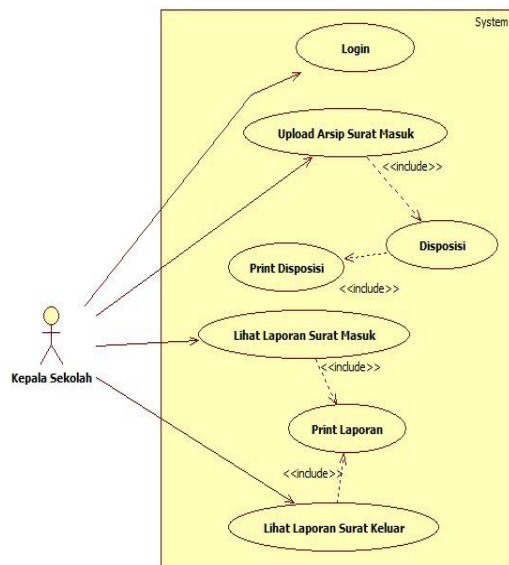 System
Login
Upload Arsip Surat Masuk
<<include>>
Disposisi
Print Disposisi
<<include>>
Lihat Laporan Surat Masuk
<<include>>
Kepala Sekolah
Print Laporan
<<include>>
Lihat Laporan Surat Keluar